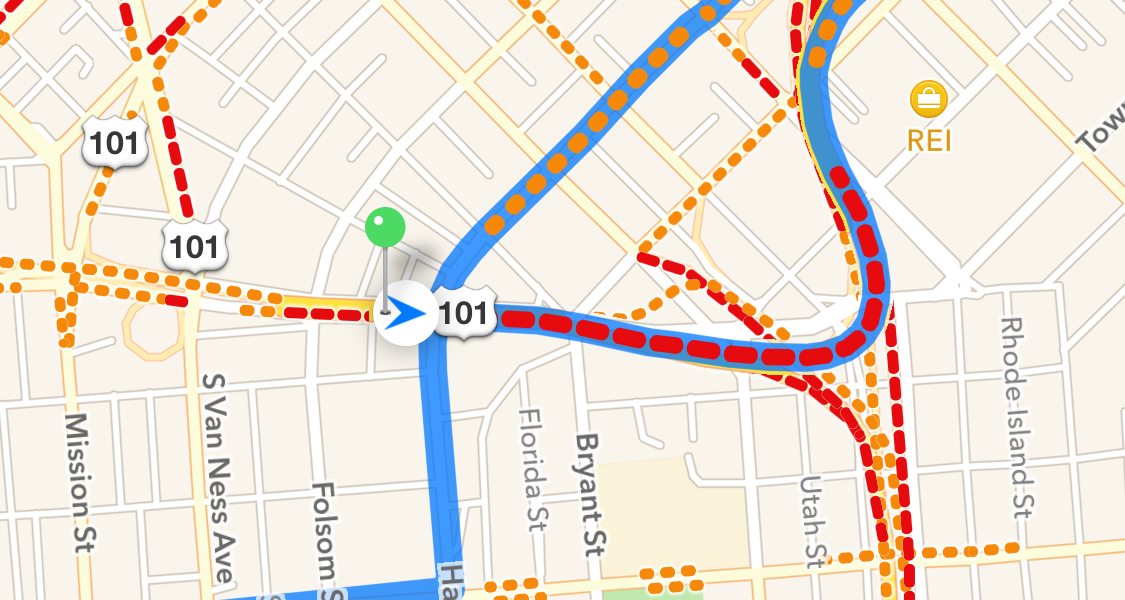 101
REI
101
101
Mission St
S Van Ness Ave
Folsom S
Florida St
Bryant St
Utah St
Rhode Island St
Town
Ha
S